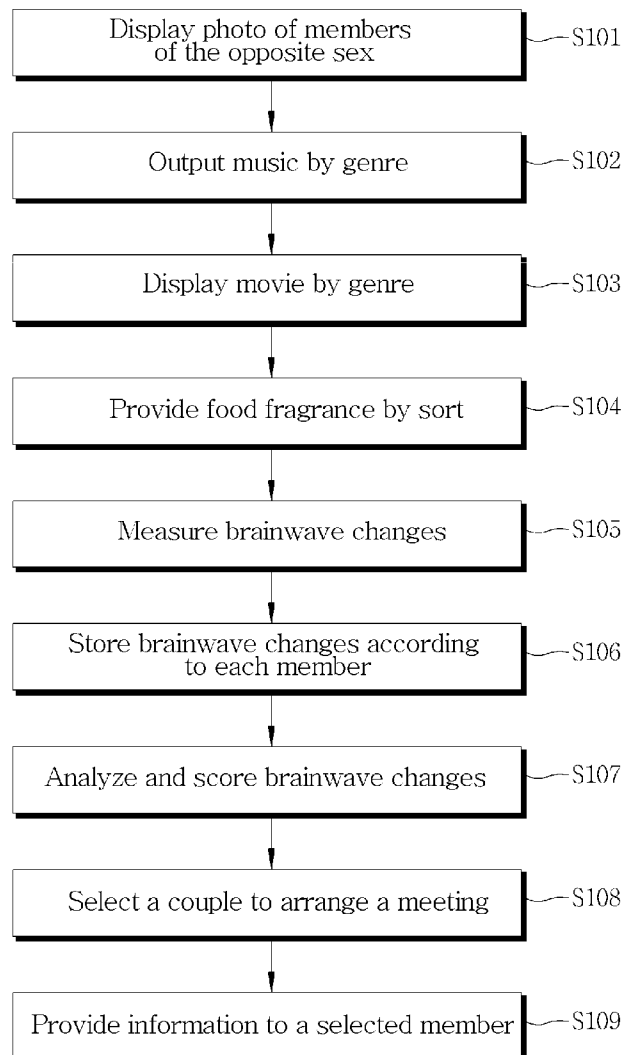 Display photo of members
of the opposite sex
S101
Output music by genre
S102
Display movie by genre
S103
Provide food fragrance by sort
S104
Measure brainwave changes
S105
Store brainwave changes according
to each member
S106
Analyze and score brainwave changes
S107
Select a couple to arrange a meeting
S108
Provide information to a selected member
S109